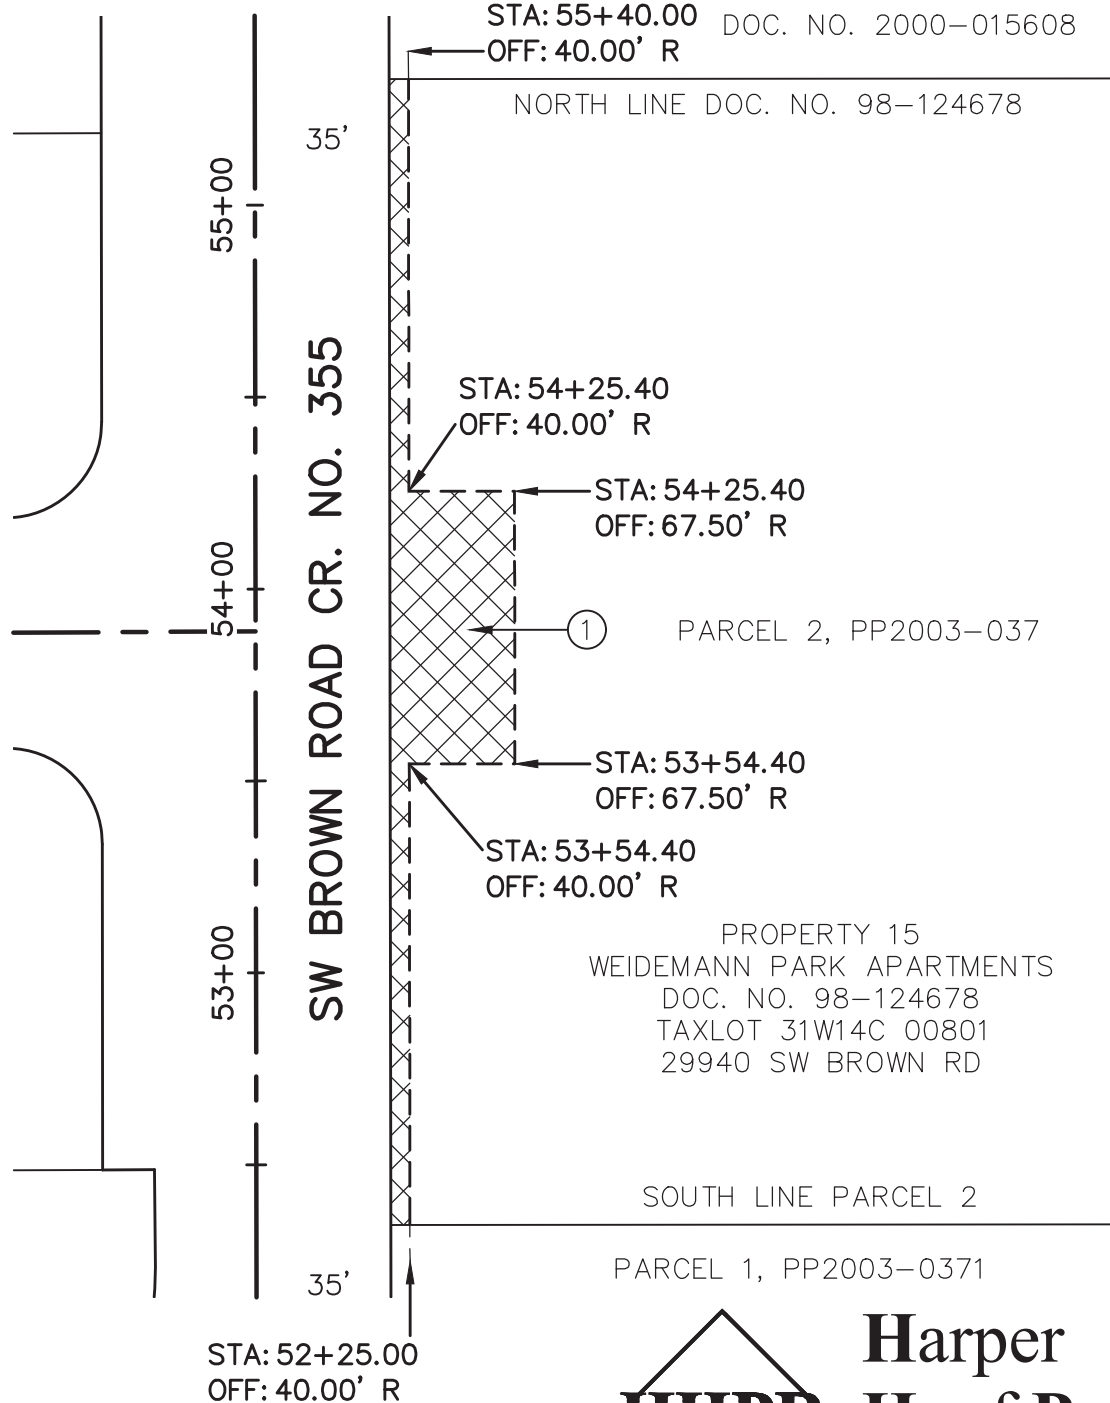 STA: 55+40.00
OFF: 40.00' R
DOC. NO. 2000-015608
NORTH LINE DOC. NO. 98-124678
35'
55+00
STA: 54+25.40
OFF: 40.00' R
STA: 54+25.40
OFF: 67.50' R
54+00
SW BROWN ROAD CR. NO. 355
1
PARCEL 2, PP2003-037
STA: 53+54.40
OFF: 67.50' R
STA: 53+54.40
OFF: 40.00' R
53+00
PROPERTY 15
WEIDEMANN PARK APARTMENTS
DOC. NO. 98-124678
TAXLOT 31W14C 00801
29940 SW BROWN RD
SOUTH LINE PARCEL 2
PARCEL 1, PP2003-0371
35'
STA: 52+25.00
OFF: 40.00' R
Harper